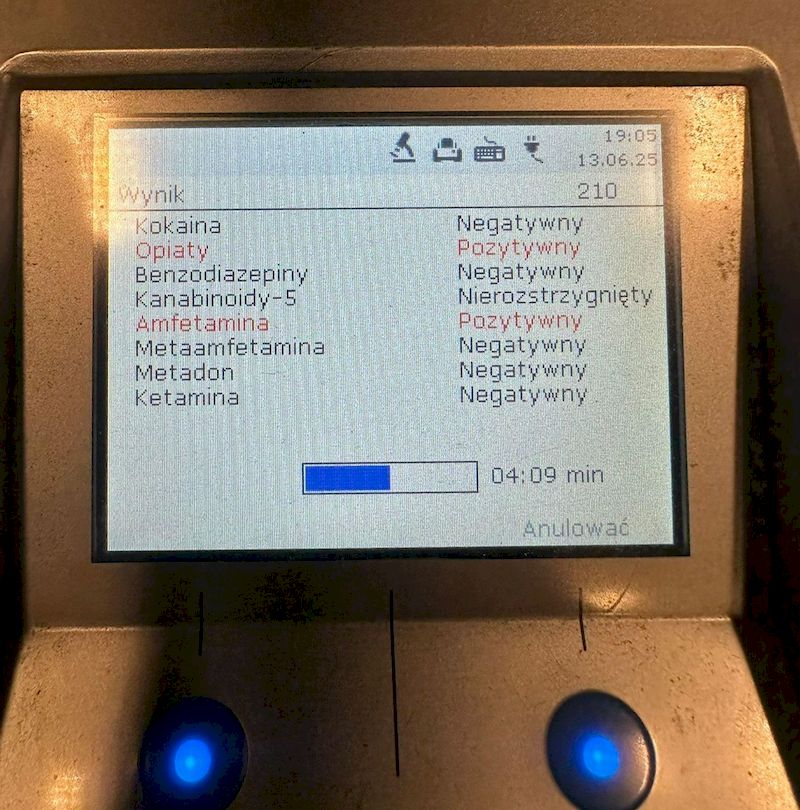 19:05
13.06.25
Wynik 210
Kokaina Negatywny
Opiaty Pozytywny
Benzodiazepiny Negatywny
Kanabinoidy-5 Nierozstrzygnięty
Amfetamina Pozytywny
Metaamfetamina Negatywny
Metadon Negatywny
Ketamina Negatywny
04:09 min
Anulować